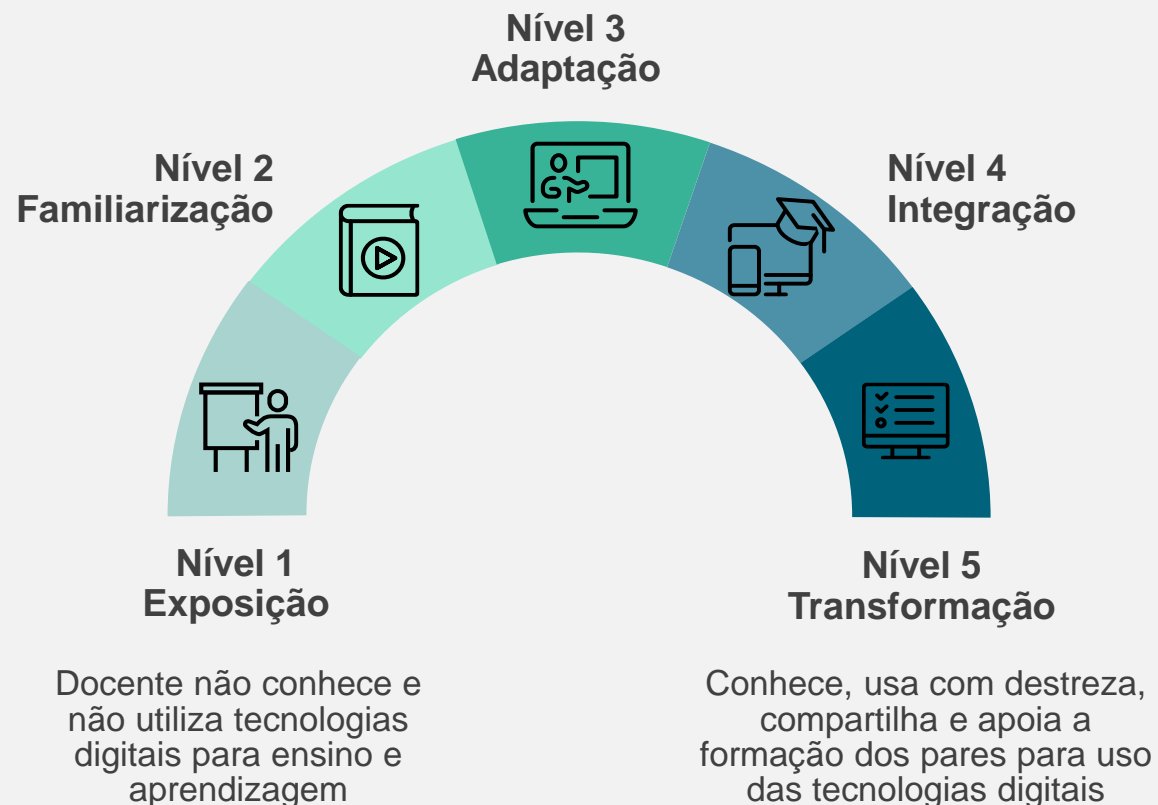 Nível 3
Adaptação
Nível 2
Familiarização
Nível 4
Integração
Nível 1
Exposição
Docente não conhece e
não utiliza tecnologias
digitais para ensino e
aprendizagem
Nível 5
Transformação
Conhece, usa com destreza,
compartilha e apoia a
formação dos pares para uso
das tecnologias digitais